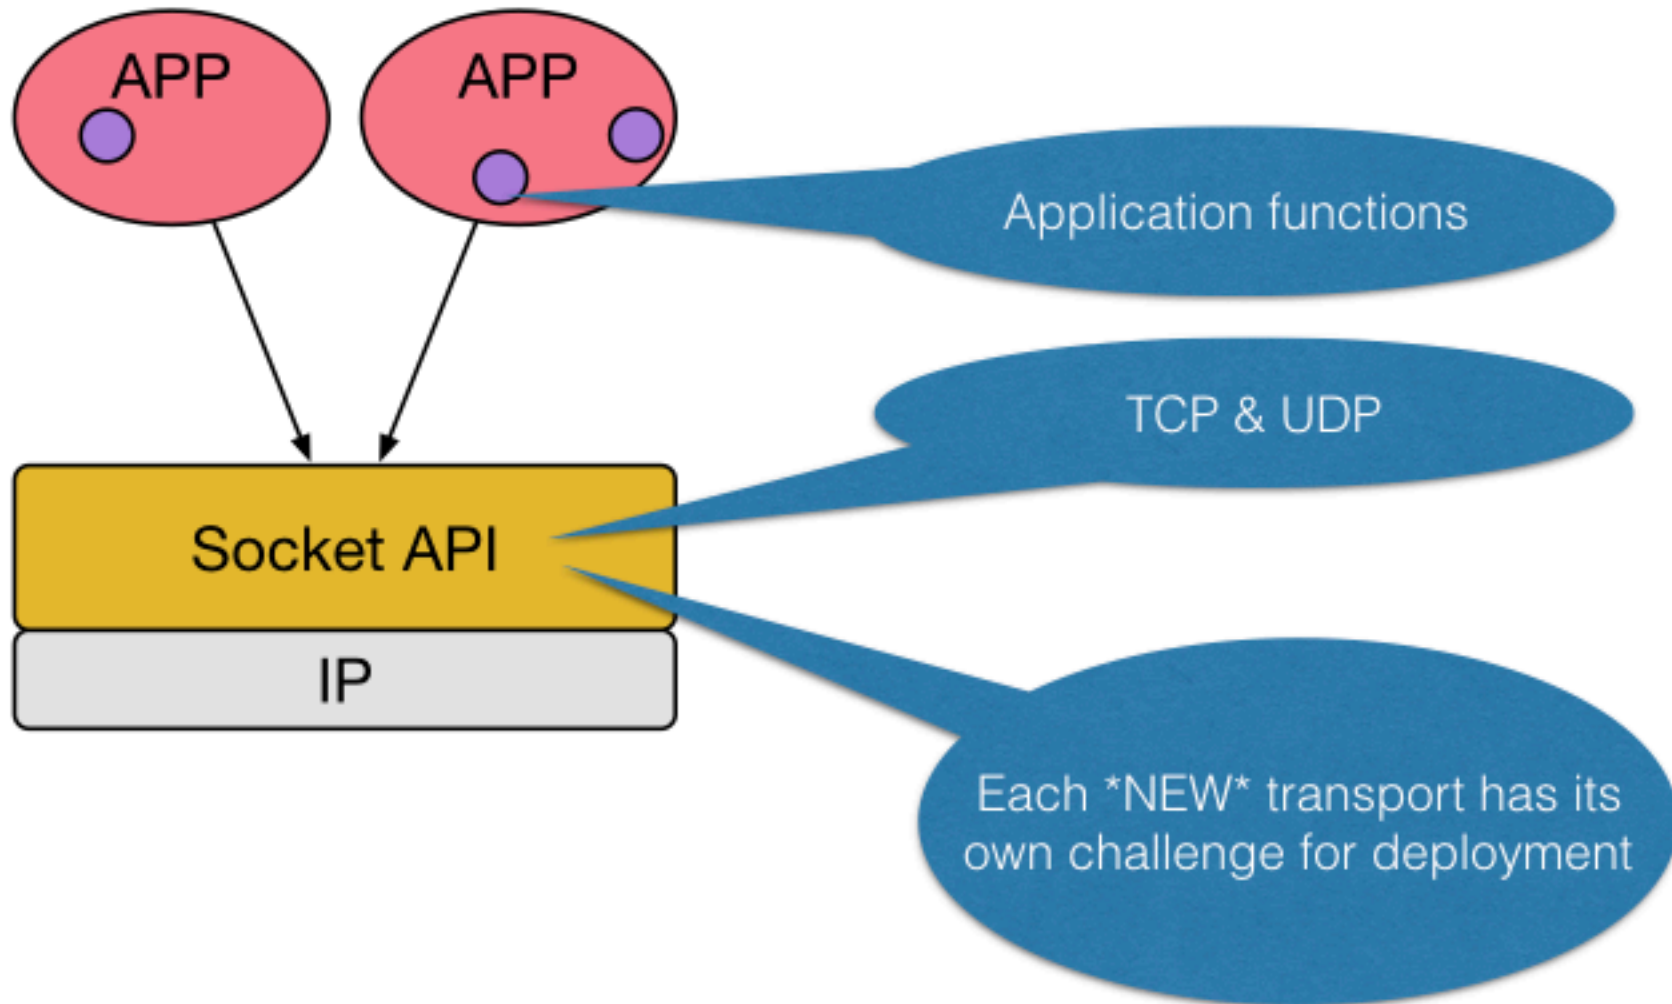 APP
APP
Application functions
TCP & UDP
Socket API
IP
Each *NEW* transport has its
own challenge for deployment